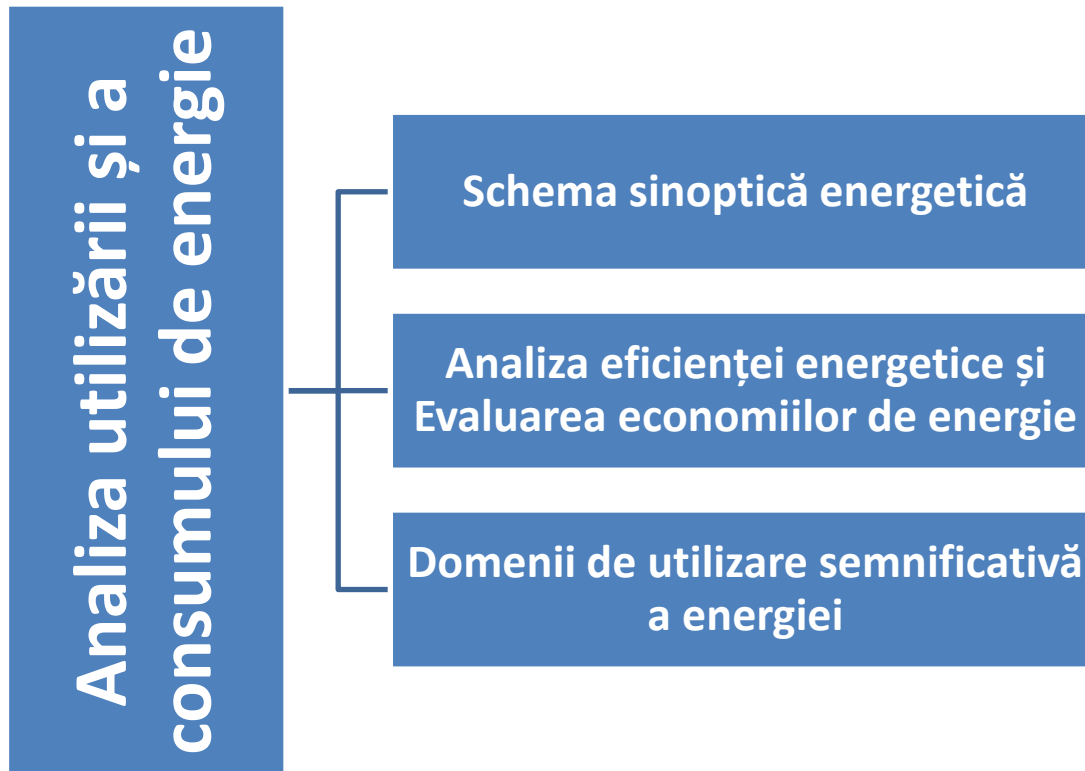 Analiza utilizării și a
consumului de energie
Schema sinoptică energetică
Analiza eficienței energetice și
Evaluarea economiilor de energie
Domenii de utilizare semnificativă
a energiei